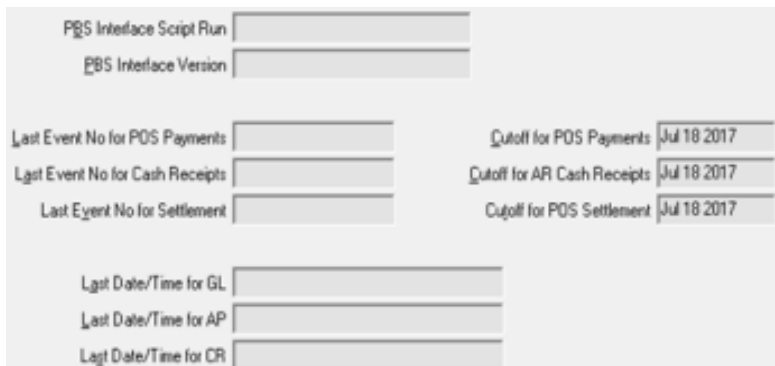 PBS Interface Script Run
PBS Interface Version
Last Event No for POS Payments
Cutoff for POS Payments Jul 18 2017
Last Event No for Cash Receipts
Cutoff for AR Cash Receipts Jul 18 2017
Last Event No for Settlement
Cutoff for POS Settlement Jul 18 2017
Last Date/Time for GL
Last Date/Time for AP
Last Date/Time for CR